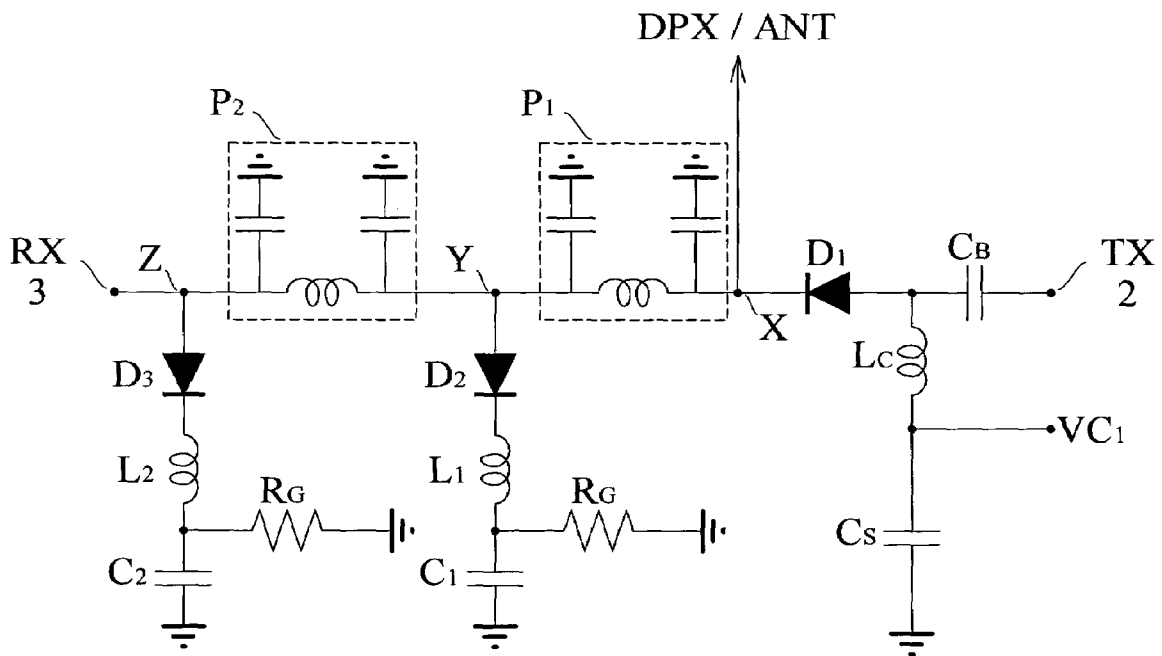 DPX / ANT
P2
P1
RX
3
Z
Y
X
D1
CB
TX
2
LC
D3
D2
VC1
L2
RG
L1
RG
C2
C1
CS